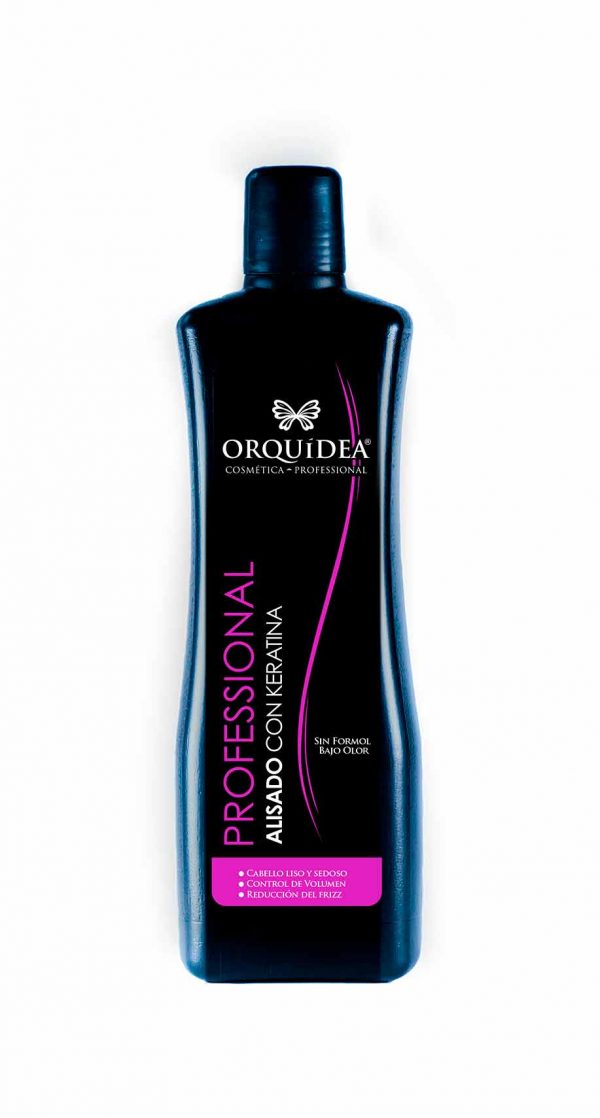 ORQUíDEA®
COSMÉTICA - PROFESSIONAL
PROFESSIONAL
ALISADO CON KERATINA
SIN FORMOL
BAJO OLOR
• CABELLO LISO Y SEDOSO
• CONTROL DE VOLUMEN
• REDUCCIÓN DEL FRIZZ